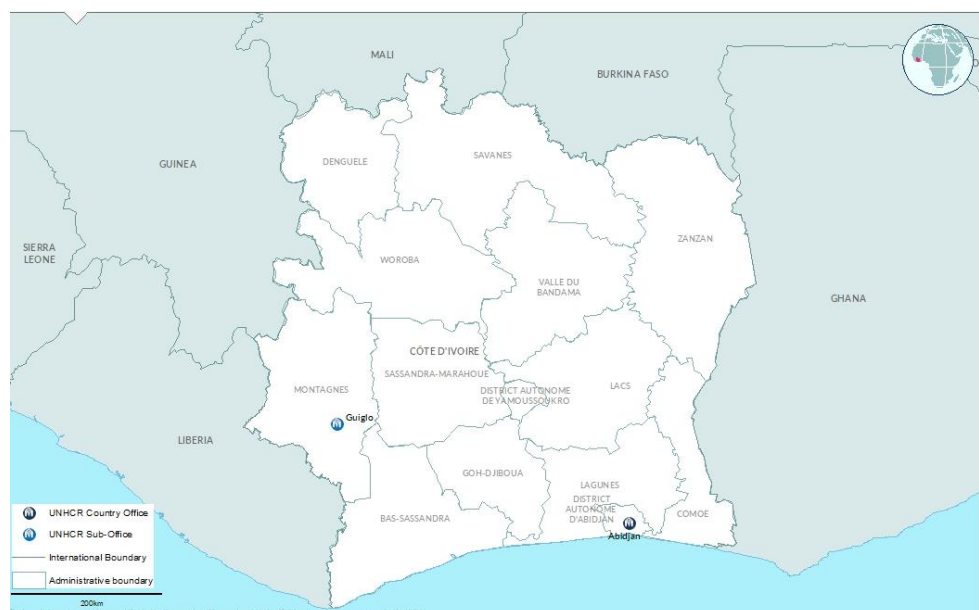 MALI
BURKINA FASO
GUINEA
DENGUELE
SAVANES
SIERRA
LEONE
WOROBA
ZANZAN
VALLE DU
BANDAMA
GHANA
CÔTE D'IVOIRE
SASSANDRA-MARAHOUE
MONTAGNES
DISTRICT AUTONOME
DE YAMOUSSOUKRO
LACS
Guiglo
LIBERIA
GOH-DJIBOUA
LAGUNES
DISTRICT
AUTONOME
D'ABIDJAN
BAS-SASSANDRA
COMOE
Abidjan
UNHCR Country Office
UNHCR Sub-Office
International Boundary
Administrative boundary
200km